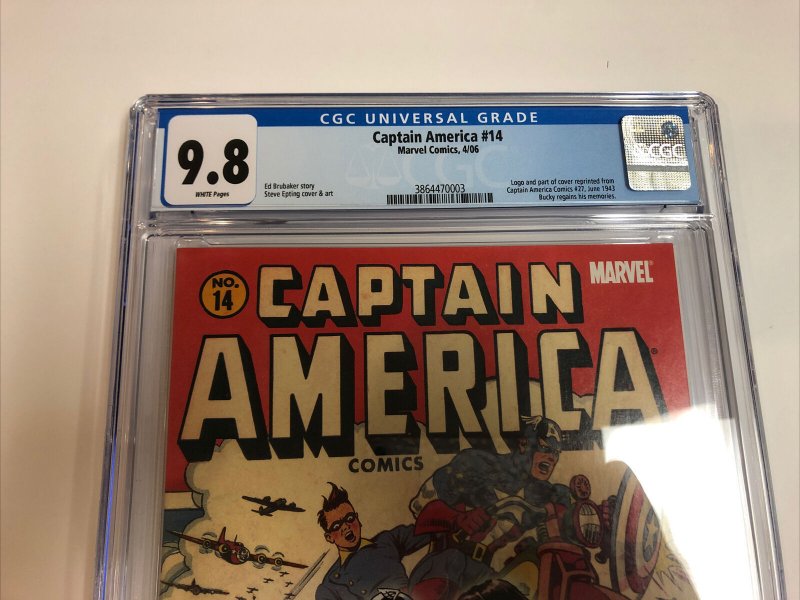 CGC UNIVERSAL GRADE
9.8
WHITE Pages
Captain America #14
Marvel Comics, 4/06
Ed Brubaker story
Steve Epting cover & art
3864470003
Logo and part of cover reprinted from
Captain America Comics #27, June 1943
Bucky regains his memories.
CGC
CGC
NO.
14
CAPTAIN
MARVEL
AMERICA
COMICS